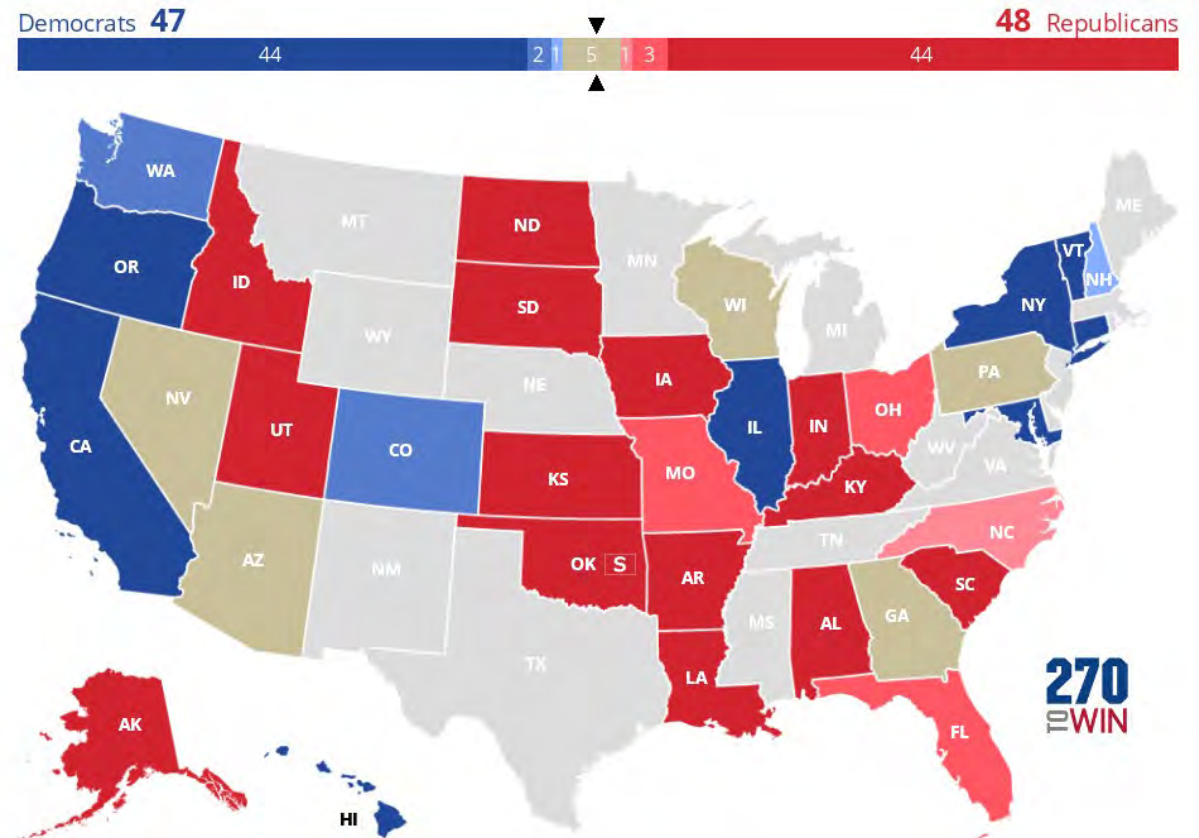 Democrats 47
48 Republicans
44 2 1 5 1 3 44
WA
MT
ND
MN
ME
OR
ID
SD
WI
MI
VT
NH
NY
WY
NE
IA
PA
NV
UT
CO
KS
MO
IL
IN
OH
WV
VA
KY
CA
AZ
NM
OK S
AR
TN
NC
SC
MS
AL
GA
TX
LA
FL
AK
HI
270
TO WIN